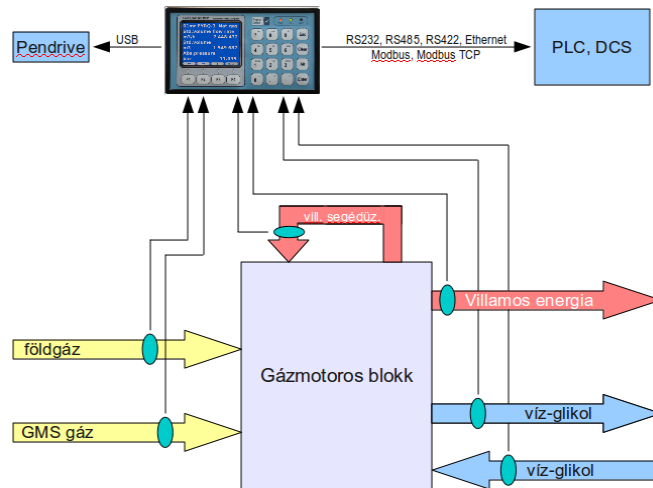 Pendrive
USB
RS232, RS485, RS422, Ethernet
Modbus, Modbus TCP
PLC, DCS
vill. segédüz.
Villamos energia
földgáz
Gázmotoros blokk
GMS gáz
víz-glikol
víz-glikol